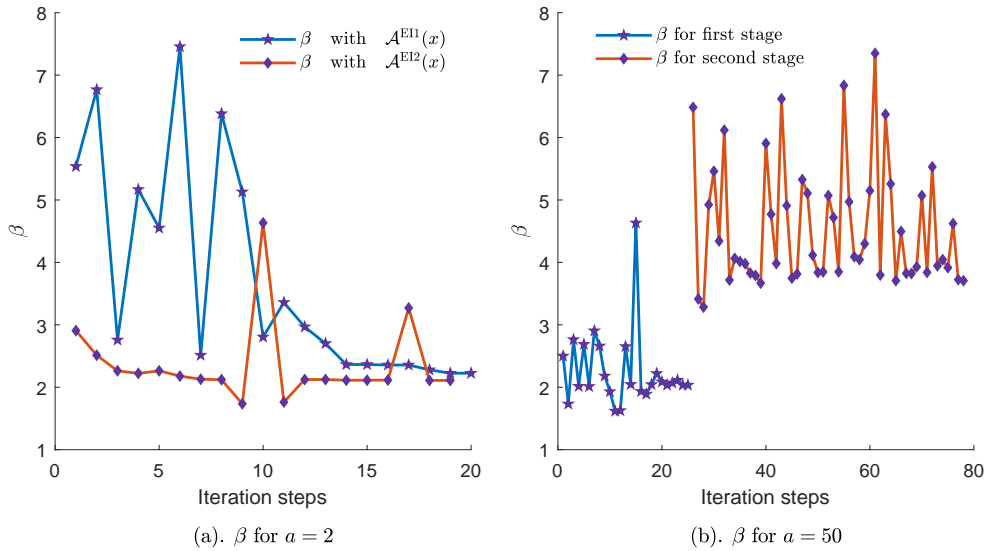 8
7
6
5
4
3
2
1
β
0
5
10
15
20
Iteration steps
β with 𝒜^EI1(x)
β with 𝒜^EI2(x)
(a). β for a = 2
8
7
6
5
4
3
2
1
β
0
20
40
60
80
Iteration steps
β for first stage
β for second stage
(b). β for a = 50